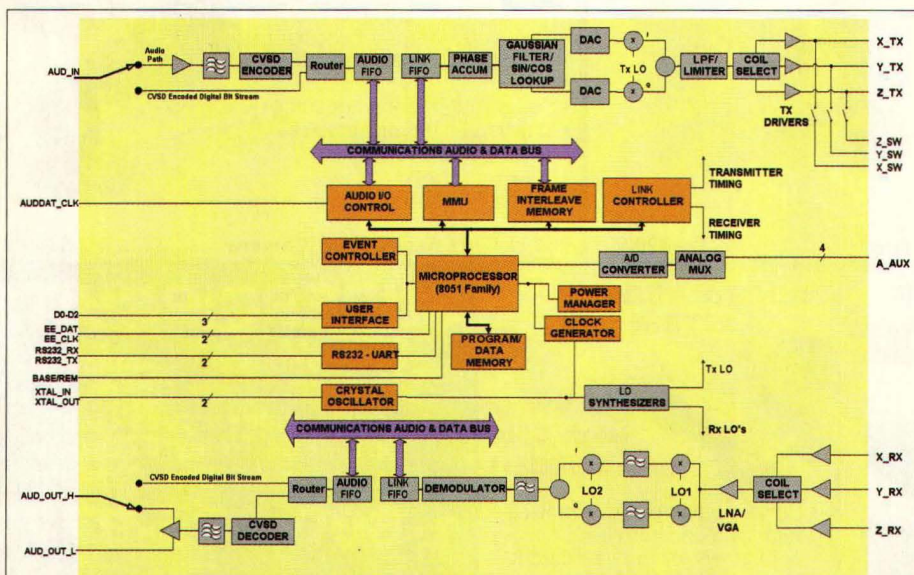 Audio
Path
AUD_IN
CVSD
ENCODER
Router
AUDIO
FIFO
LINK
FIFO
PHASE
ACCUM
GAUSSIAN
FILTER/
SIN/COS
LOOKUP
DAC
DAC
X
I
Tx LO
X
Q
LPF/
LIMITER
COIL
SELECT
X_TX
Y_TX
Z_TX
CVSD Encoded Digital Bit Stream
TX
DRIVERS
Z_SW
Y_SW
X_SW
COMMUNICATIONS AUDIO & DATA BUS
TRANSMITTER
TIMING
AUDDAT_CLK
AUDIO I/O
CONTROL
MMU
FRAME
INTERLEAVE
MEMORY
LINK
CONTROLLER
RECEIVER
TIMING
EVENT
CONTROLLER
MICROPROCESSOR
(8051 Family)
A/D
CONVERTER
ANALOG
MUX
4
A_AUX
POWER
MANAGER
D0-D2
3
USER
INTERFACE
CLOCK
GENERATOR
EE_DAT
EE_CLK
2
RS232_RX
RS232_TX
2
RS232 - UART
PROGRAM/
DATA
MEMORY
BASE/REM
Tx LO
XTAL_IN
XTAL_OUT
2
CRYSTAL
OSCILLATOR
LO
SYNTHESIZERS
Rx LO's
COMMUNICATIONS AUDIO & DATA BUS
CVSD Encoded Digital Bit Stream
AUD_OUT_H
Router
AUDIO
FIFO
LINK
FIFO
DEMODULATOR
I
X
LO2
Q
X
X
LO1
X
LNA/
VGA
COIL
SELECT
X_RX
Y_RX
Z_RX
CVSD
DECODER
AUD_OUT_L